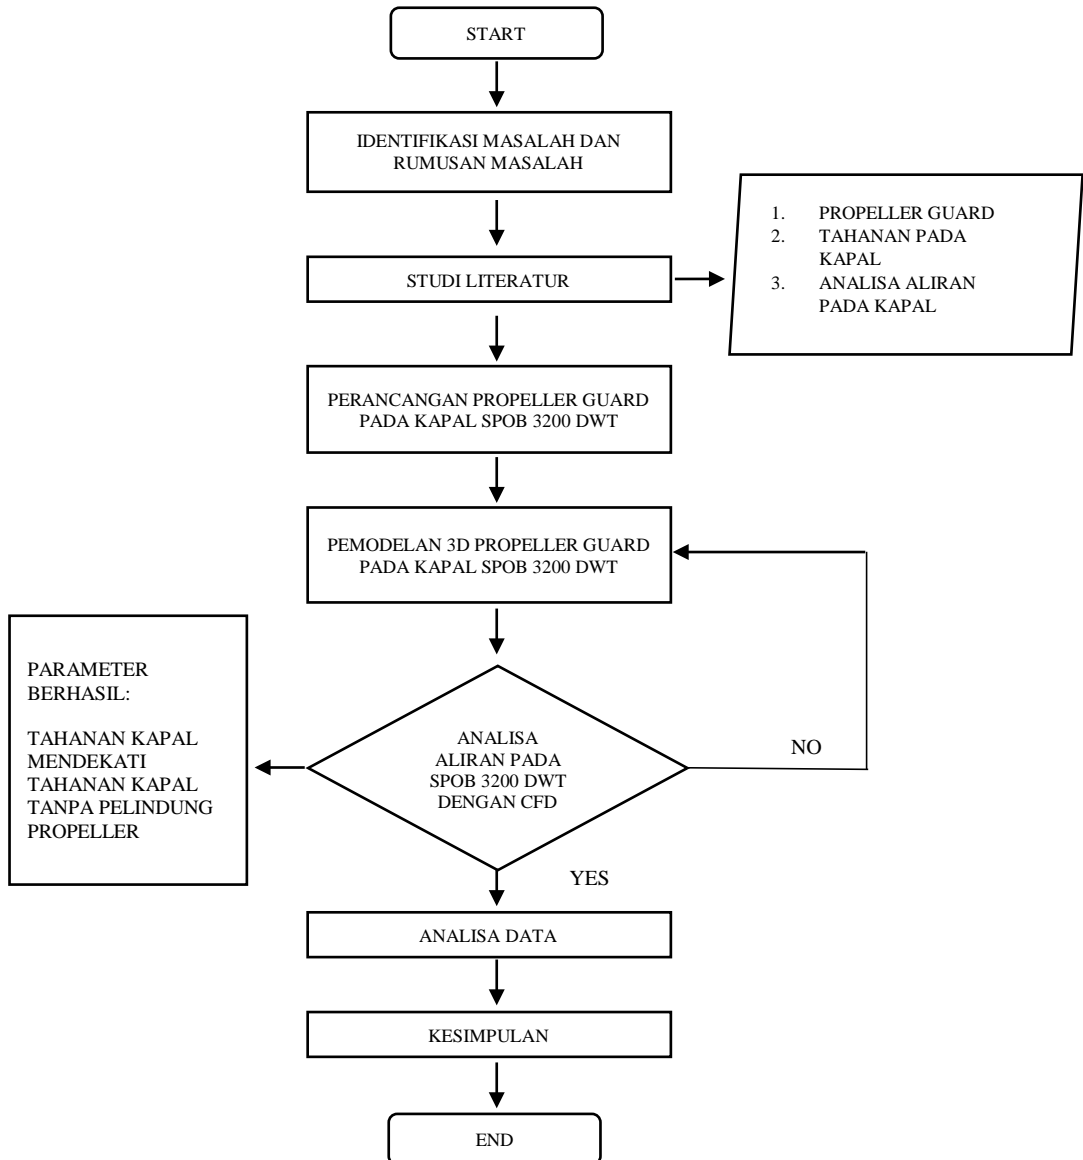 START
IDENTIFIKASI MASALAH DAN
RUMUSAN MASALAH
STUDI LITERATUR
1. PROPELLER GUARD
2. TAHANAN PADA
KAPAL
3. ANALISA ALIRAN
PADA KAPAL
PERANCANGAN PROPELLER GUARD
PADA KAPAL SPOB 3200 DWT
PEMODELAN 3D PROPELLER GUARD
PADA KAPAL SPOB 3200 DWT
PARAMETER
BERHASIL:
TAHANAN KAPAL
MENDEKATI
TAHANAN KAPAL
TANPA PELINDUNG
PROPELLER
ANALISA
ALIRAN PADA
SPOB 3200 DWT
DENGAN CFD
NO
YES
ANALISA DATA
KESIMPULAN
END